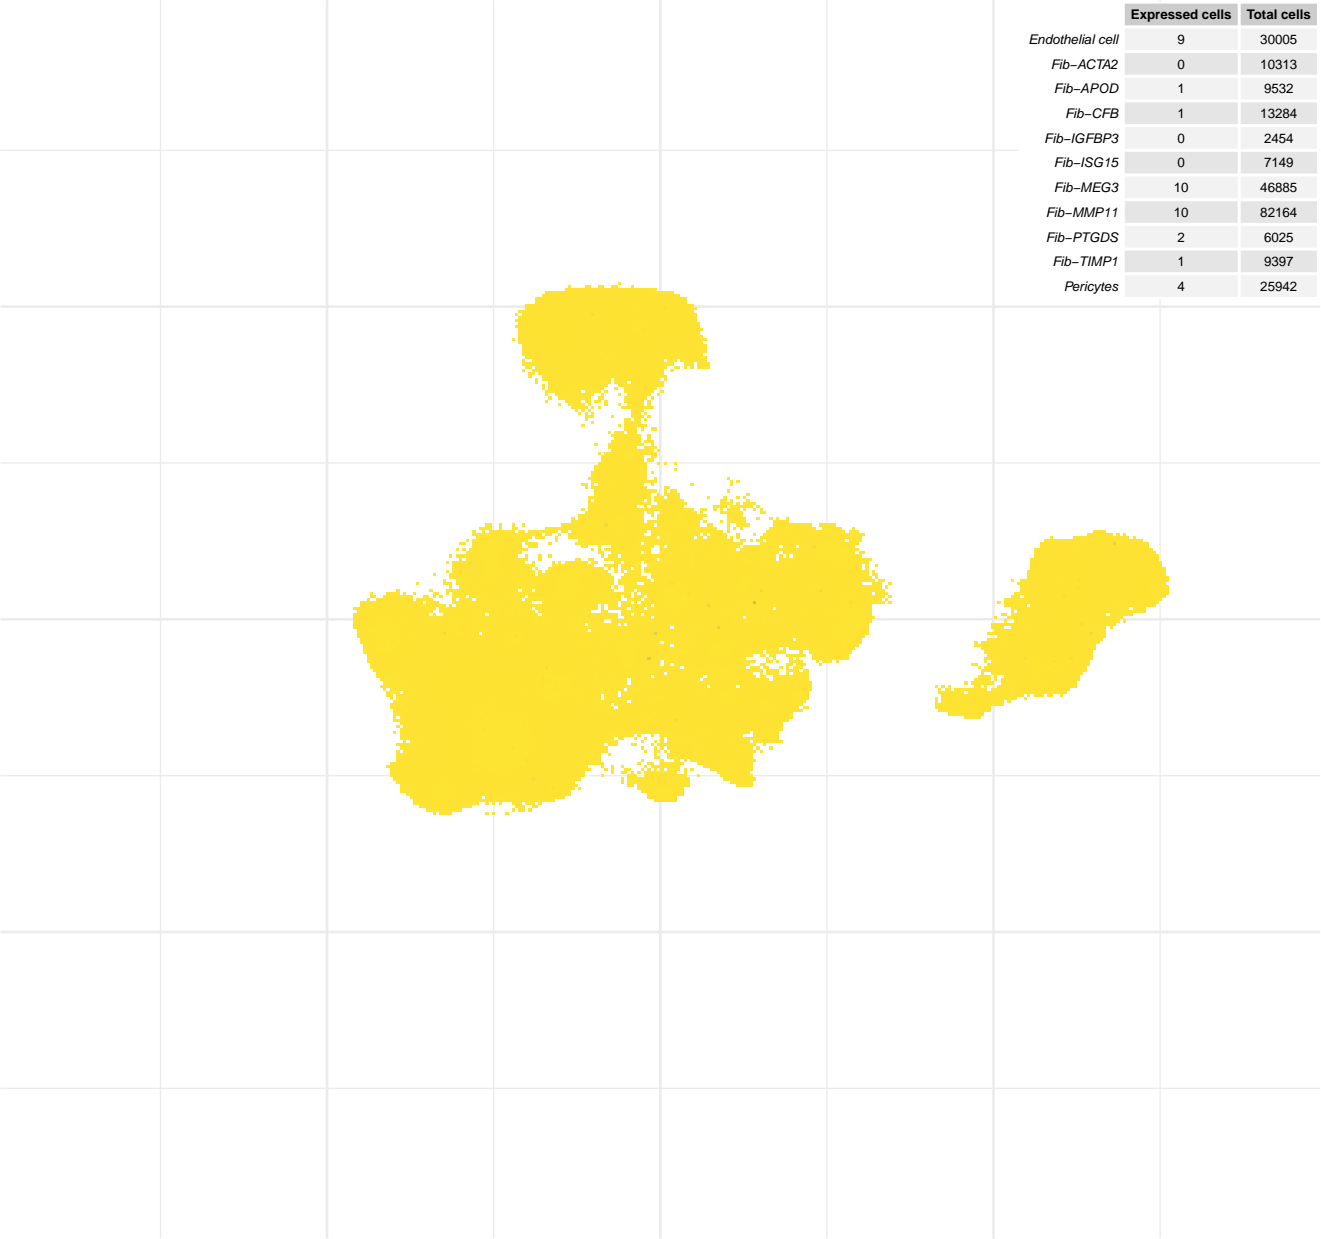 Expressed cells Total cells
Endothelial cell 9 30005
Fib−ACTA2 0 10313
Fib−APOD 1 9532
Fib−CFB 1 13284
Fib−IGFBP3 0 2454
Fib−ISG15 0 7149
Fib−MEG3 10 46885
Fib−MMP11 10 82164
Fib−PTGDS 2 6025
Fib−TIMP1 1 9397
Pericytes 4 25942